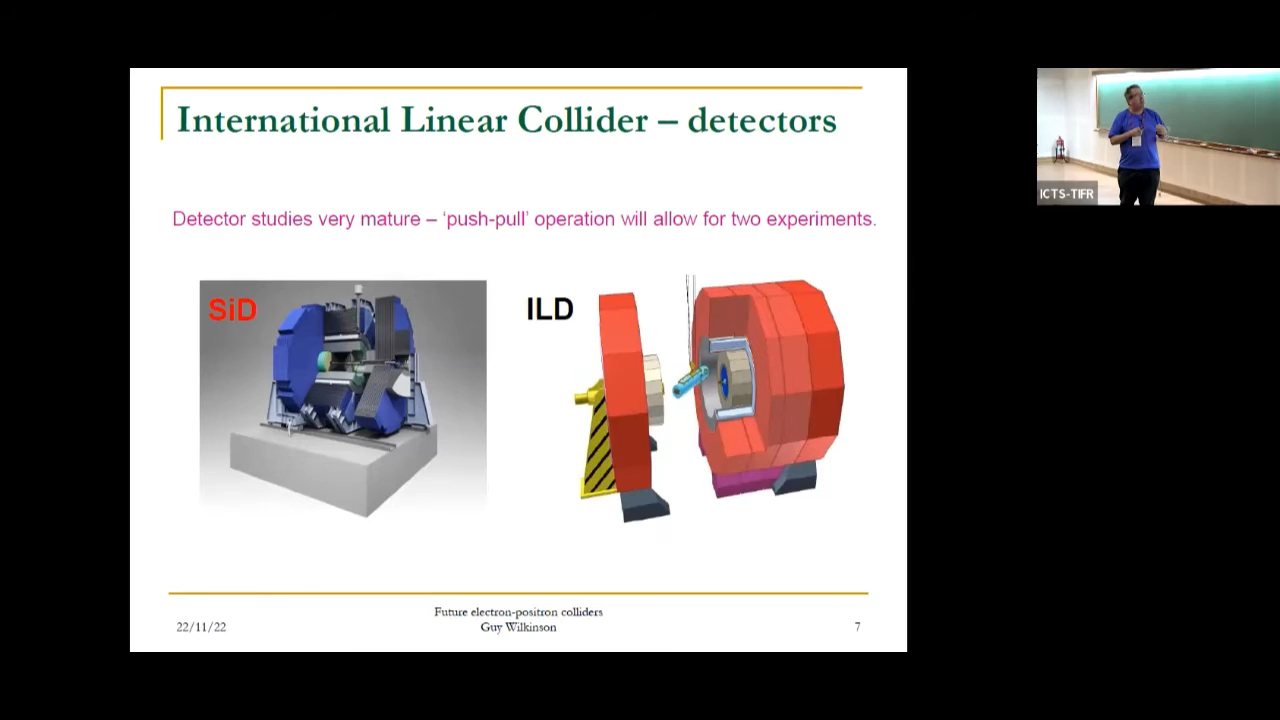 International Linear Collider – detectors
Detector studies very mature – ‘push-pull’ operation will allow for two experiments.
SiD
ILD
22/11/22
Future electron-positron colliders
Guy Wilkinson
7
ICTS-TIFR